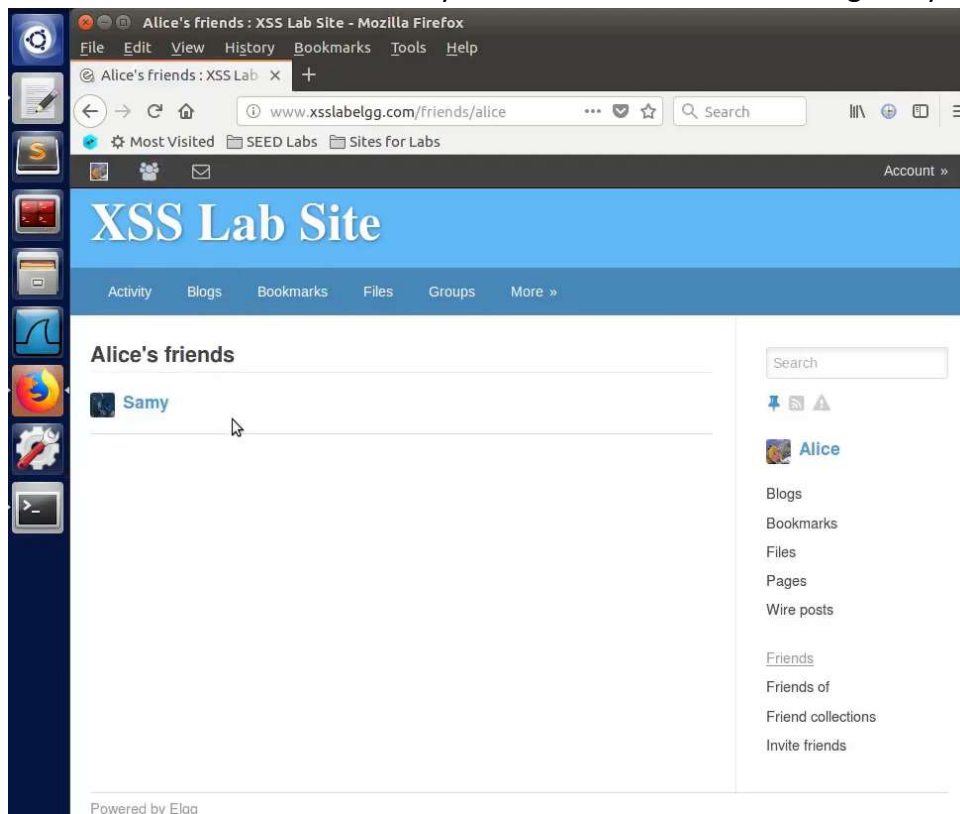 Alice's friends : XSS Lab Site - Mozilla Firefox
File Edit View History Bookmarks Tools Help
Alice's friends : XSS Lab
www.xsslabelgg.com/friends/alice
Search
Most Visited SEED Labs Sites for Labs
Account »
XSS Lab Site
Activity Blogs Bookmarks Files Groups More »
Alice's friends
Samy
Search
Alice
Blogs
Bookmarks
Files
Pages
Wire posts
Friends
Friends of
Friend collections
Invite friends
Powered by Elgg